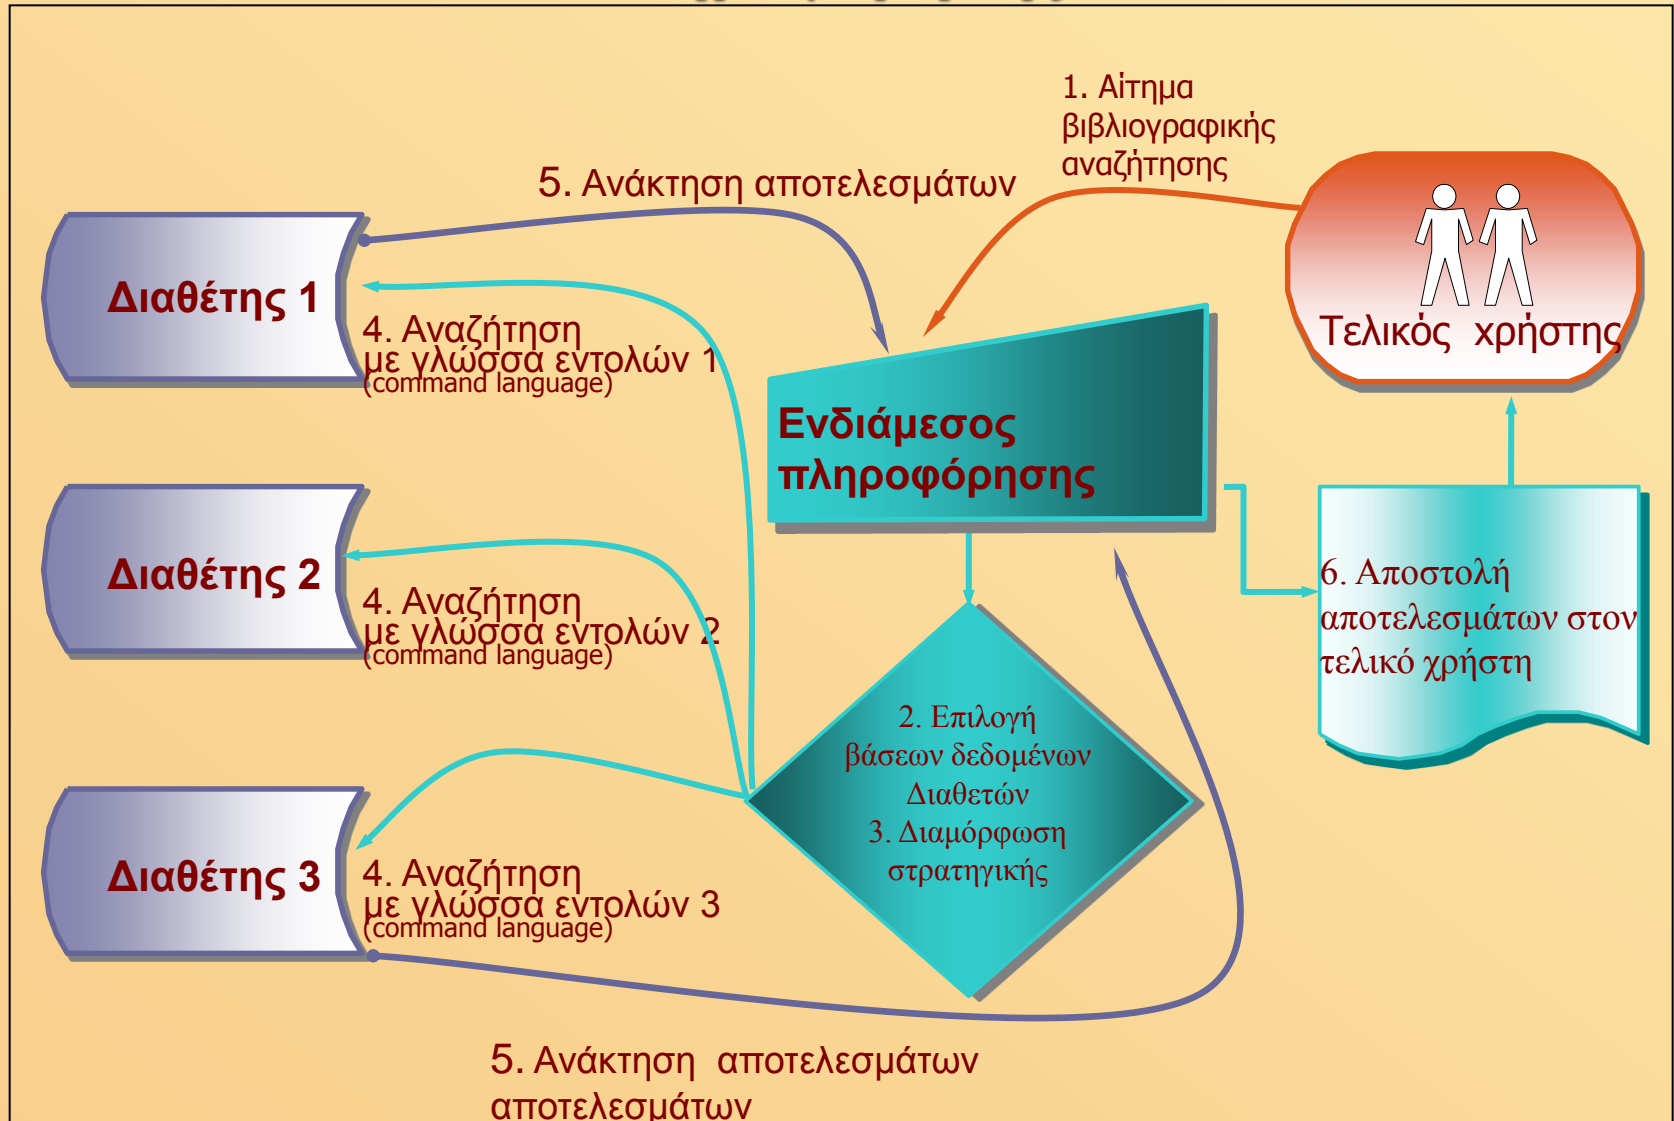 1. Αίτημα
βιβλιογραφικής
αναζήτησης
5. Ανάκτηση αποτελεσμάτων
Τελικός χρήστης
Διαθέτης 1
4. Αναζήτηση
με γλώσσα εντολών 1
(command language)
Ενδιάμεσος
πληροφόρησης
Διαθέτης 2
4. Αναζήτηση
με γλώσσα εντολών 2
(command language)
6. Αποστολή
αποτελεσμάτων στον
τελικό χρήστη
2. Επιλογή
βάσεων δεδομένων
Διαθετών
3. Διαμόρφωση
στρατηγικής
Διαθέτης 3
4. Αναζήτηση
με γλώσσα εντολών 3
(command language)
5. Ανάκτηση αποτελεσμάτων
αποτελεσμάτων